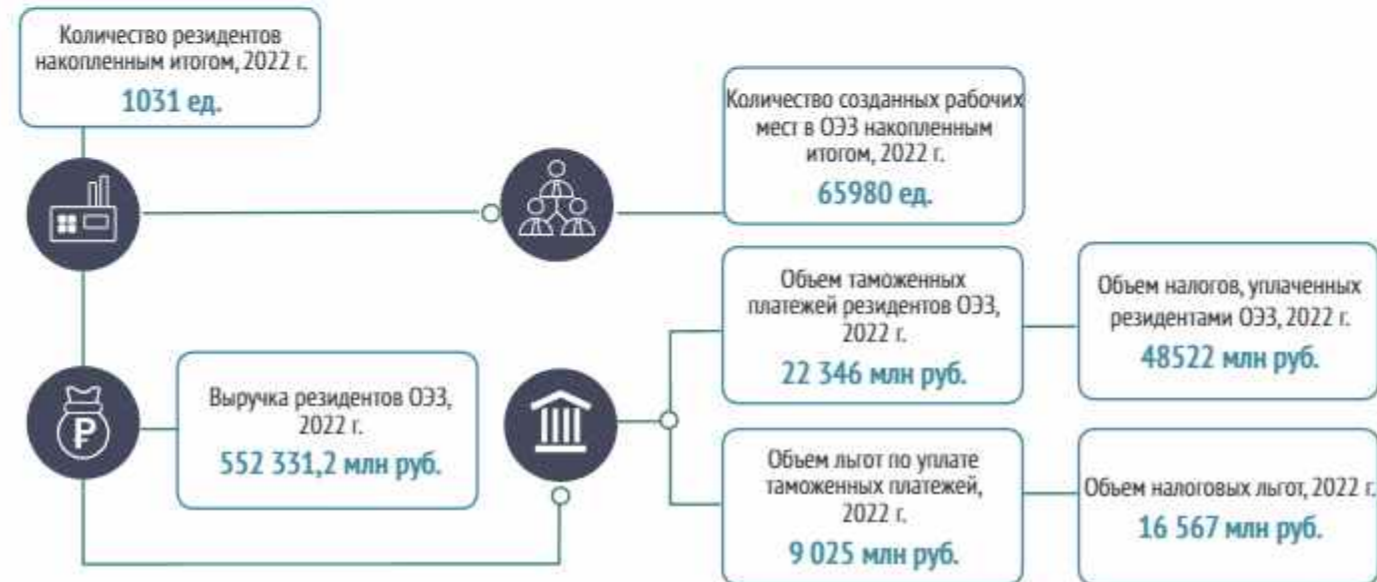 Количество резидентов
накопленным итогом, 2022 г.
1031 ед.
Количество созданных рабочих
мест в ОЭЗ накопленным
итогом, 2022 г.
65980 ед.
Объем таможенных
платежей резидентов ОЭЗ,
2022 г.
22 346 млн руб.
Объем налогов, уплаченных
резидентами ОЭЗ, 2022 г.
48522 млн руб.
Выручка резидентов ОЭЗ,
2022 г.
552 331,2 млн руб.
Объем льгот по уплате
таможенных платежей,
2022 г.
9 025 млн руб.
Объем налоговых льгот, 2022 г.
16 567 млн руб.